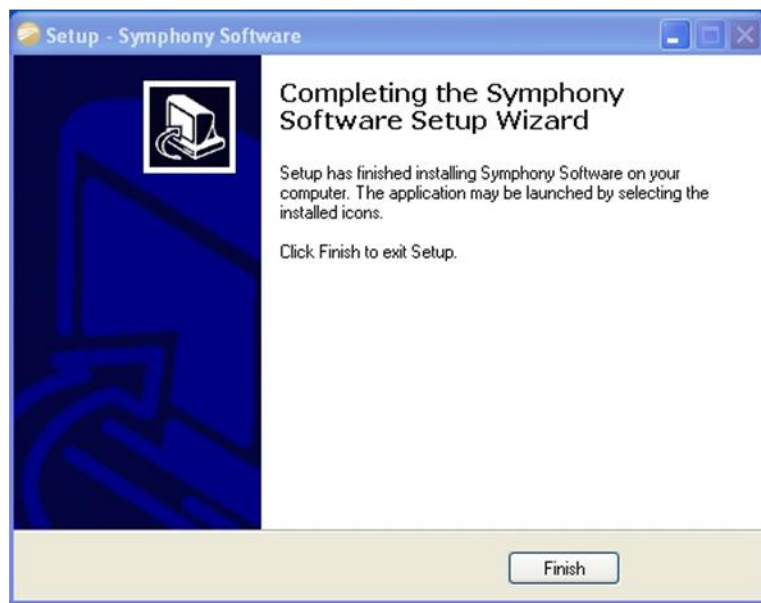 Setup - Symphony Software
Completing the Symphony
Software Setup Wizard
Setup has finished installing Symphony Software on your
computer. The application may be launched by selecting the
installed icons.
Click Finish to exit Setup.
Finish